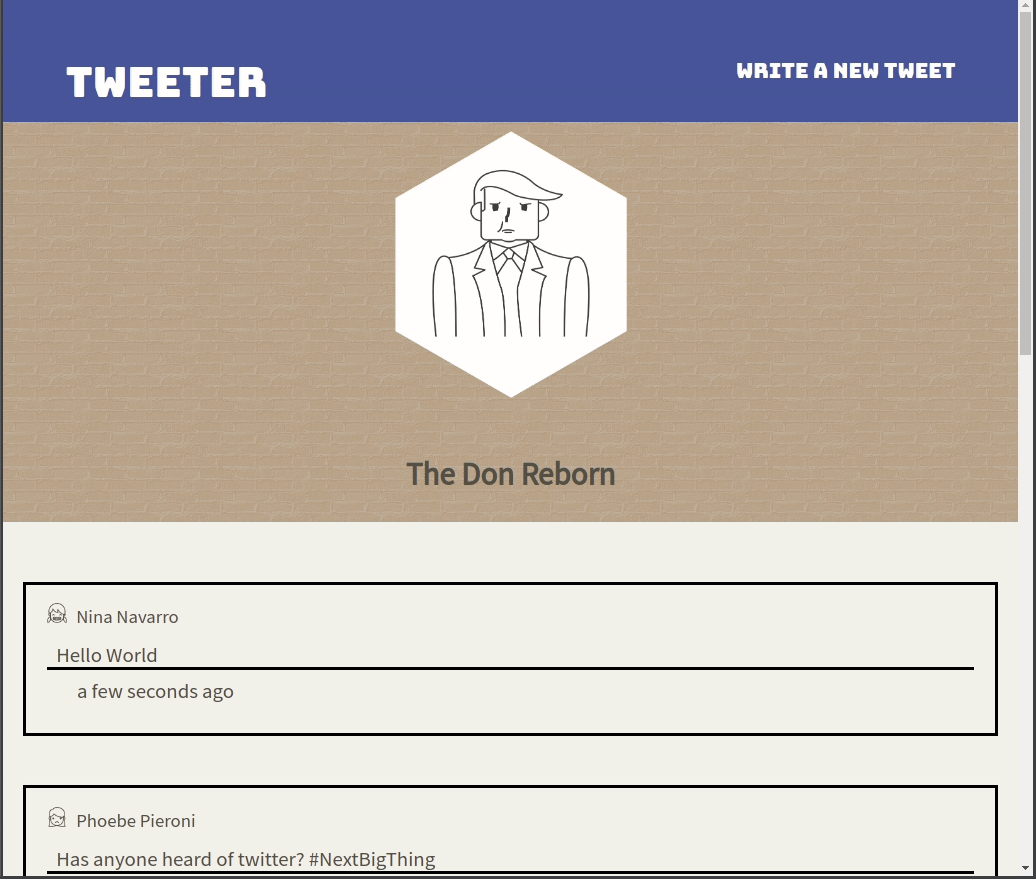 TWEETER
WRITE A NEW TWEET
The Don Reborn
Nina Navarro
Hello World
a few seconds ago
Phoebe Pieroni
Has anyone heard of twitter? #NextBigThing